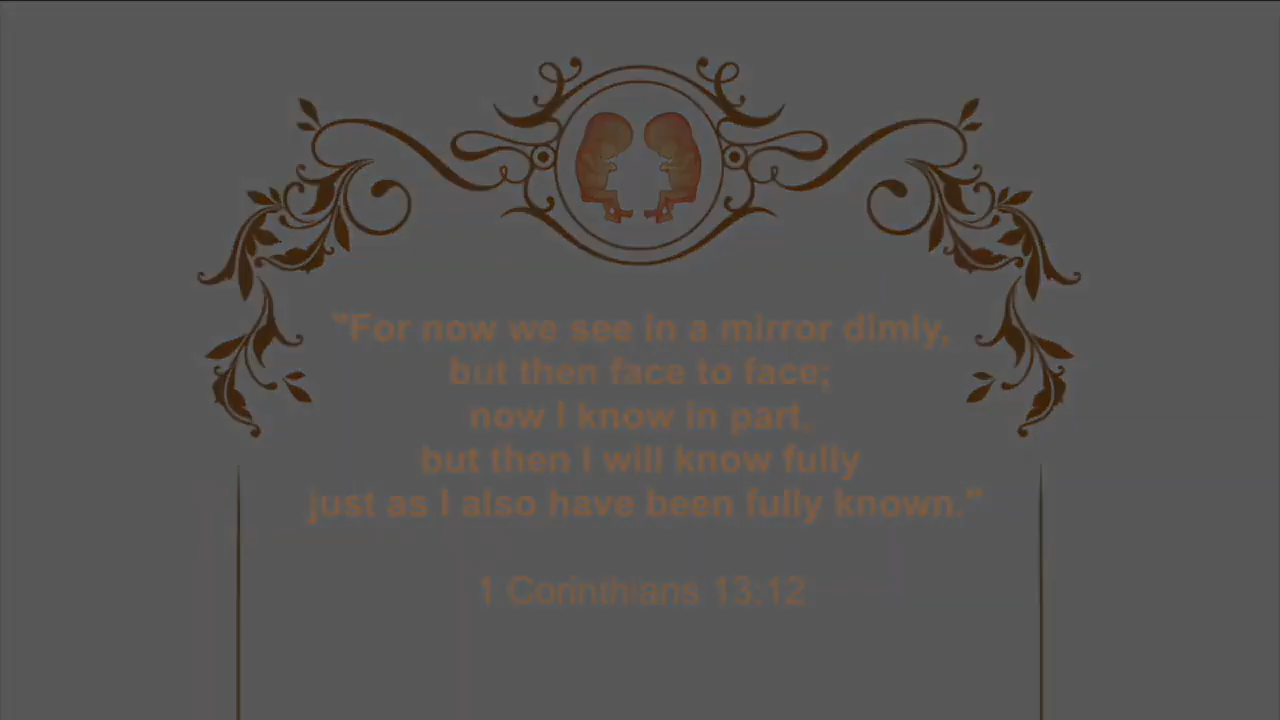 "For now we see in a mirror dimly,
but then face to face;
now I know in part,
but then I will know fully
just as I also have been fully known."
1 Corinthians 13.12